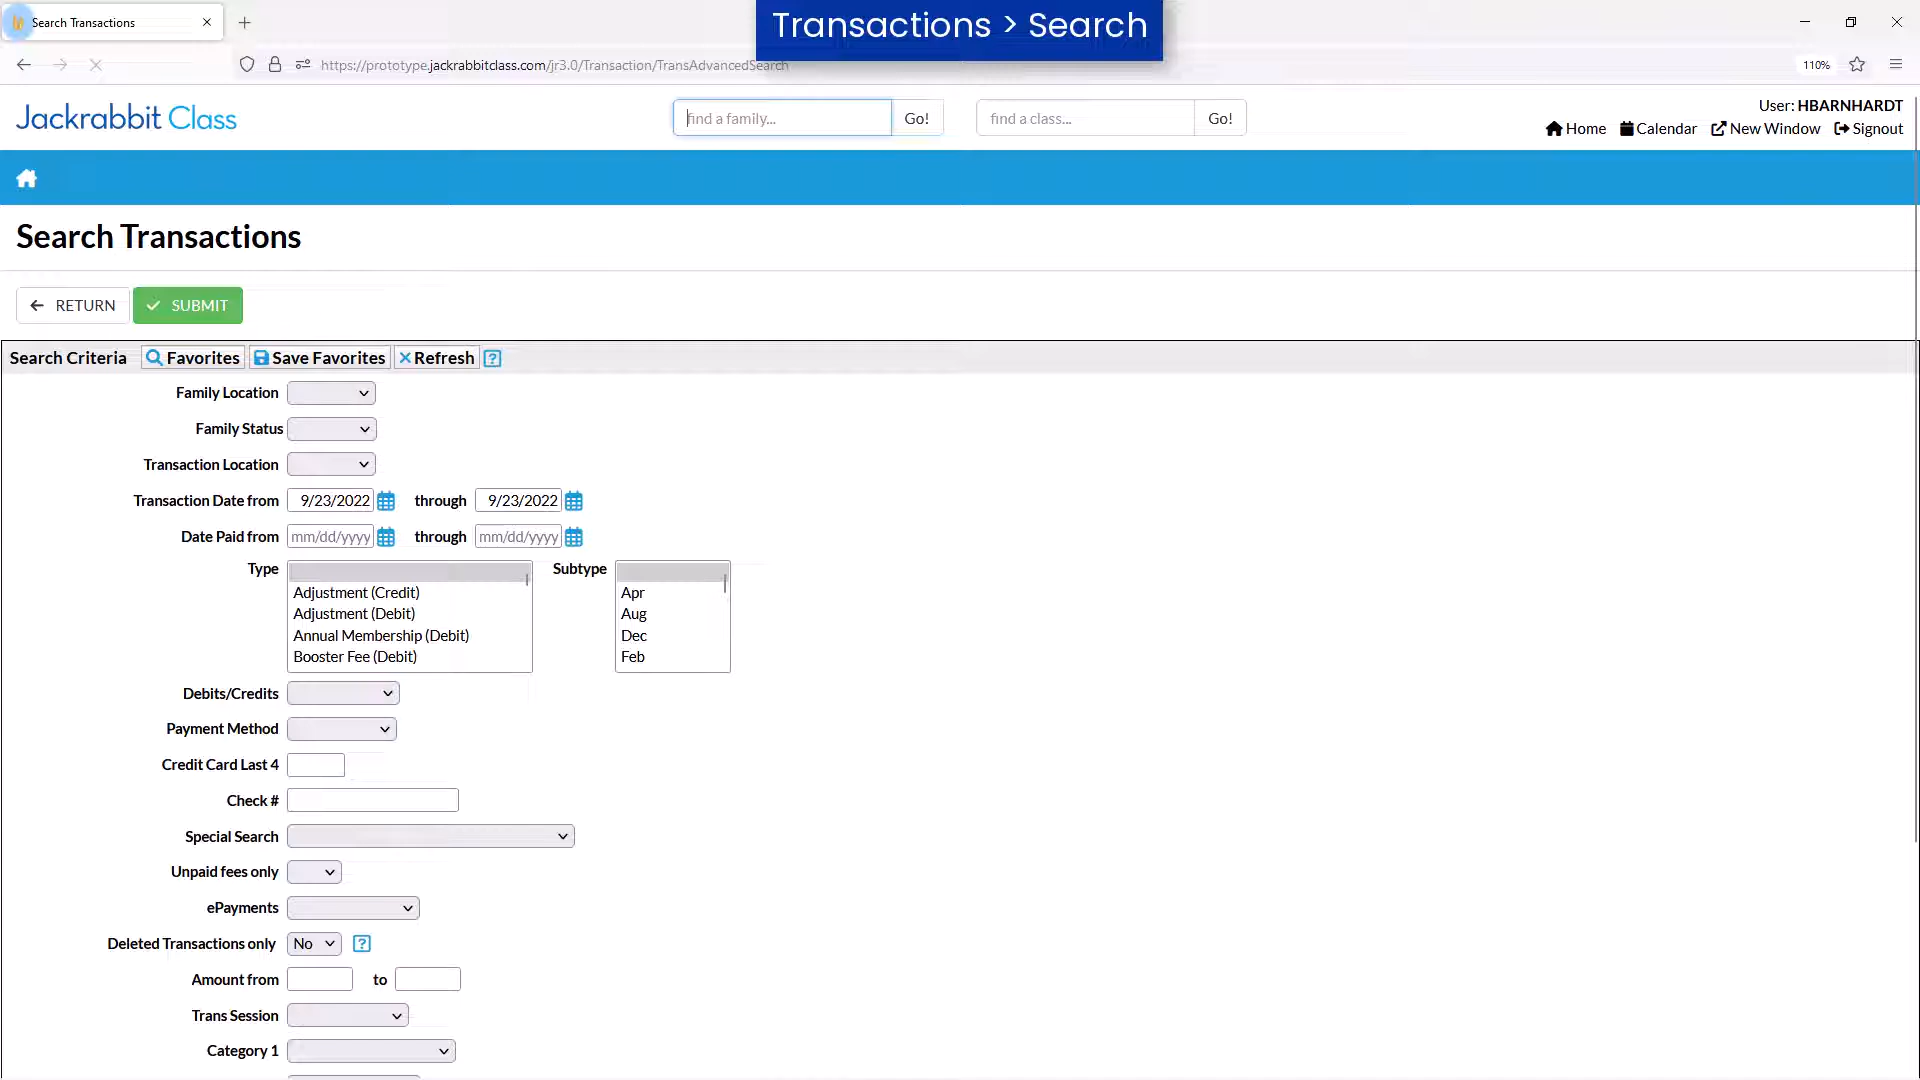 Search Transactions
Transactions > Search
https://prototype.jackrabbitclass.com/jr3.0/Transaction/TransAdvancedSearch
110%
Jackrabbit Class
find a family...
Go!
find a class...
Go!
User: HBARNHARDT
Home
Calendar
New Window
Signout
Search Transactions
RETURN
SUBMIT
Search Criteria
Favorites
Save Favorites
Refresh
?
Family Location
Family Status
Transaction Location
Transaction Date from 9/23/2022 through 9/23/2022
Date Paid from mm/dd/yyyy through mm/dd/yyyy
Type
Adjustment (Credit)
Adjustment (Debit)
Annual Membership (Debit)
Booster Fee (Debit)
Subtype
Apr
Aug
Dec
Feb
Debits/Credits
Payment Method
Credit Card Last 4
Check #
Special Search
Unpaid fees only
ePayments
Deleted Transactions only No ?
Amount from to
Trans Session
Category 1